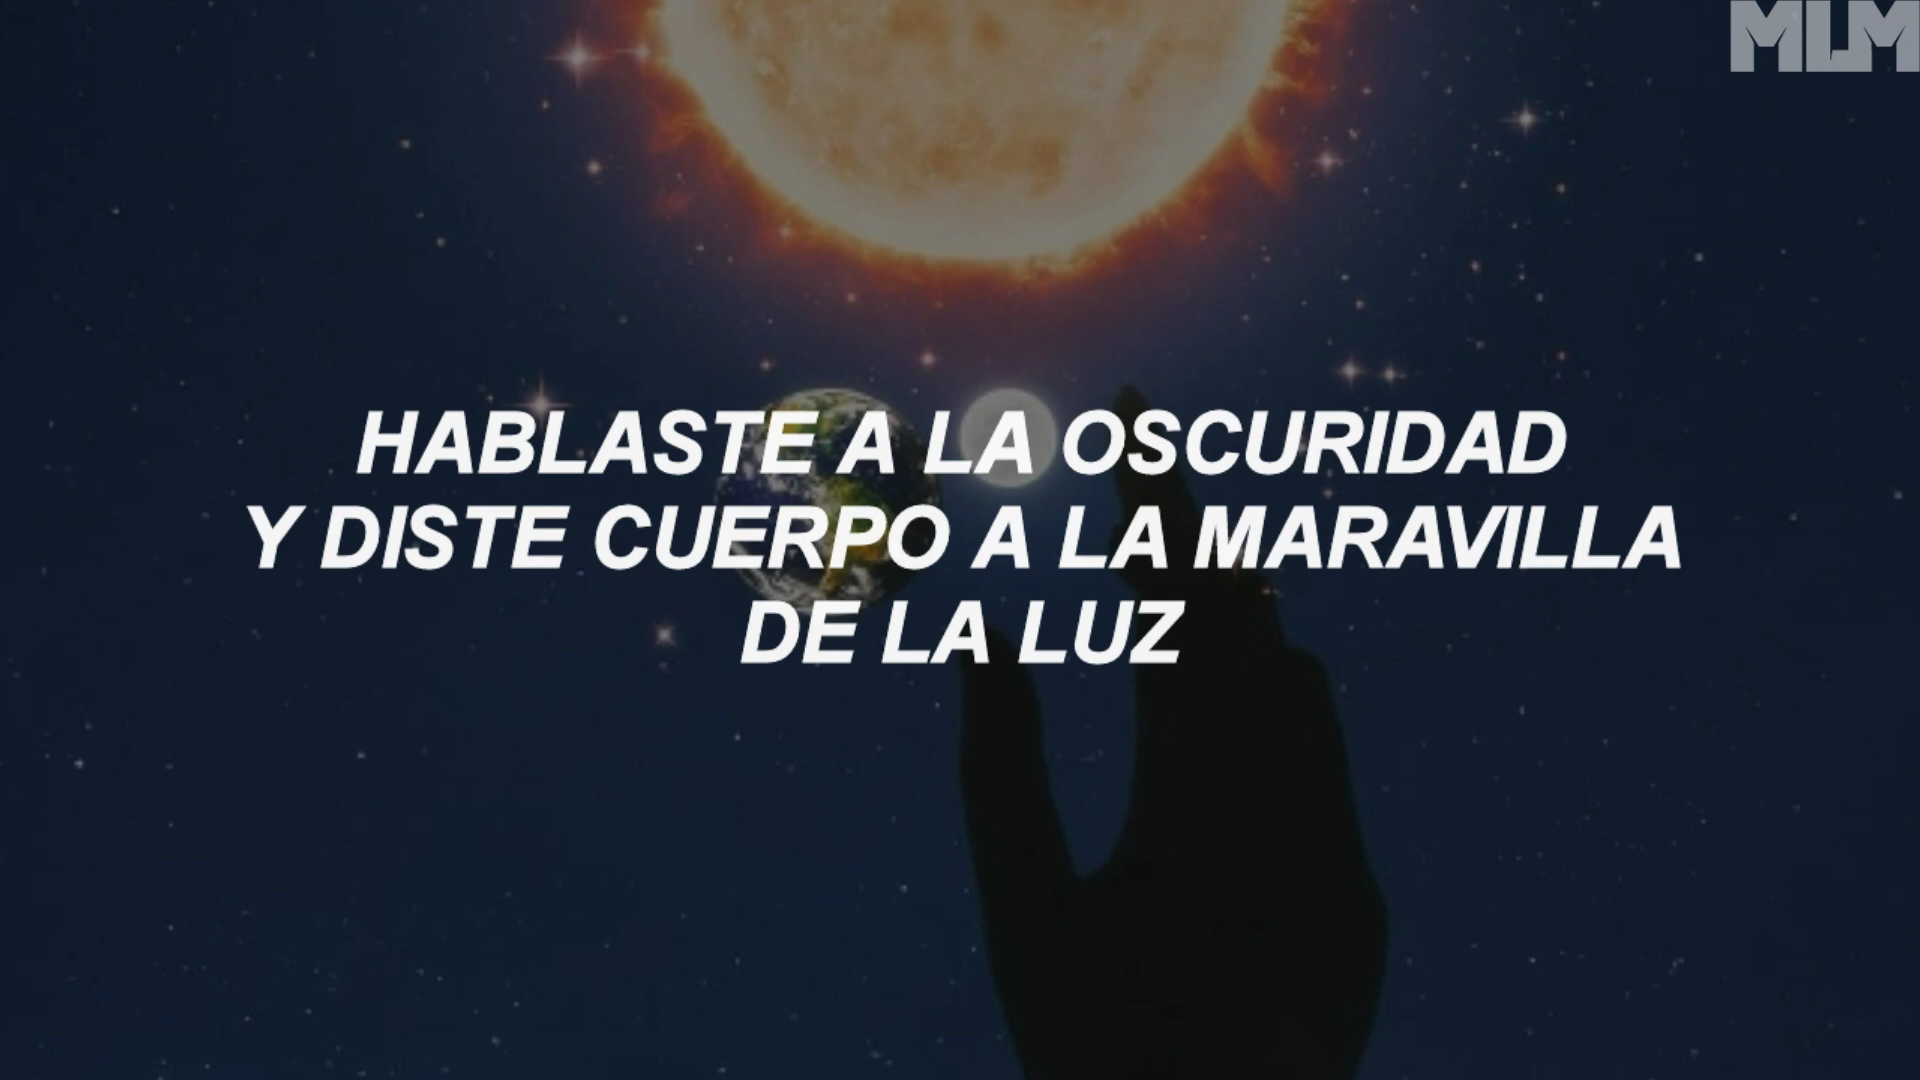 MLM
HABLASTE A LA OSCURIDAD
Y DISTE CUERPO A LA MARAVILLA
DE LA LUZ